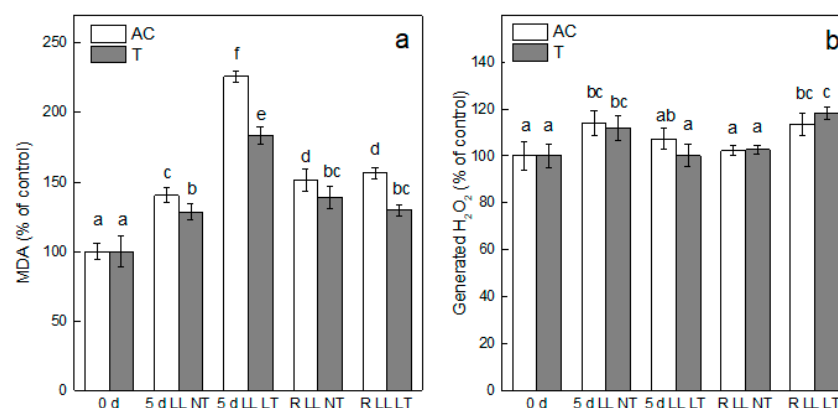 a
AC
T
MDA (% of control)
250
200
150
100
50
0
a
a
c
b
f
e
d
bc
d
bc
0 d
5 d LL NT
5 d LL LT
R LL NT
R LL LT
b
AC
T
Generated H₂O₂ (% of control)
140
120
100
80
60
40
20
0
a
a
bc
bc
ab
a
a
a
bc
c
0 d
5 d LL NT
5 d LL LT
R LL NT
R LL LT